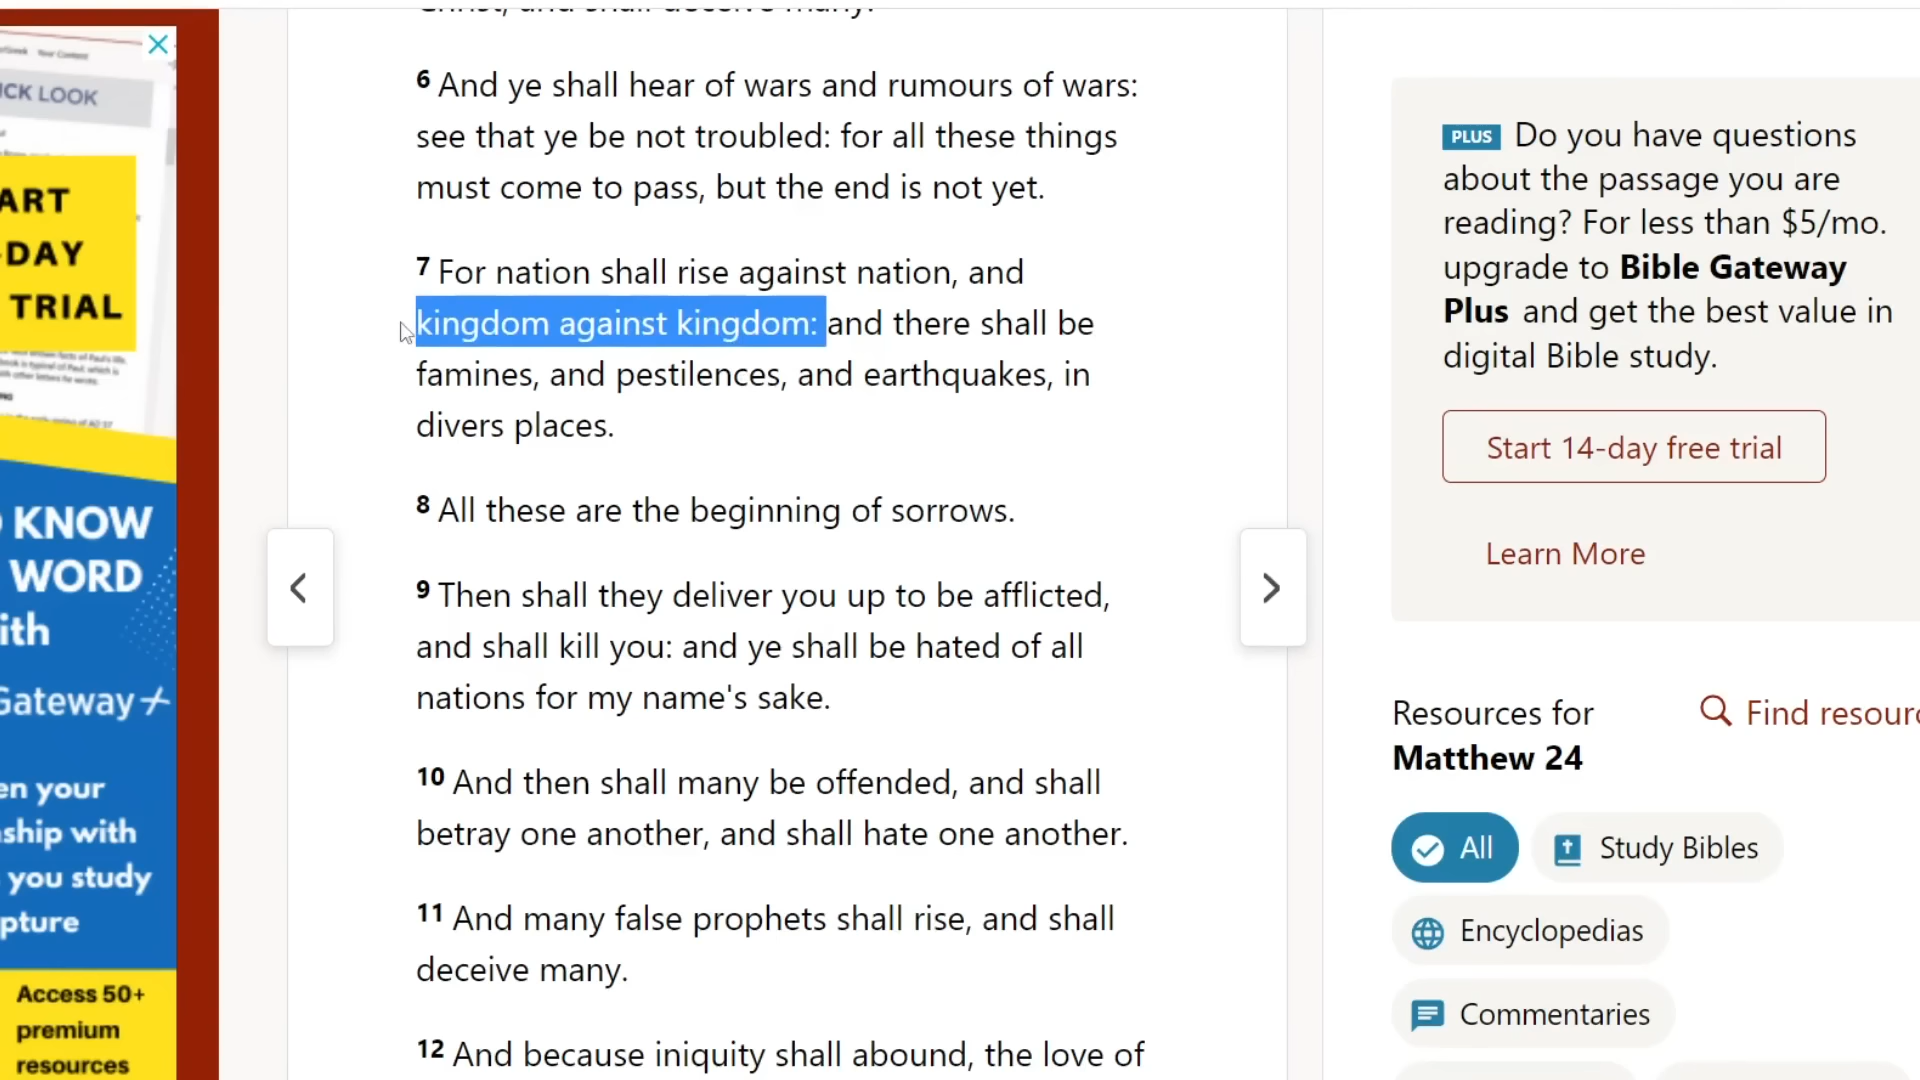 Your Content
ICK LOOK
ART
-DAY
TRIAL
KNOW
WORD
ith
Gateway+
en your
ship with
you study
pture
Access 50+
premium
resources
6 And ye shall hear of wars and rumours of wars:
see that ye be not troubled: for all these things
must come to pass, but the end is not yet.
7 For nation shall rise against nation, and
kingdom against kingdom: and there shall be
famines, and pestilences, and earthquakes, in
divers places.
8 All these are the beginning of sorrows.
9 Then shall they deliver you up to be afflicted,
and shall kill you: and ye shall be hated of all
nations for my name's sake.
10 And then shall many be offended, and shall
betray one another, and shall hate one another.
11 And many false prophets shall rise, and shall
deceive many.
12 And because iniquity shall abound, the love of
PLUS Do you have questions
about the passage you are
reading? For less than $5/mo.
upgrade to Bible Gateway
Plus and get the best value in
digital Bible study.
Start 14-day free trial
Learn More
Resources for
Matthew 24
Find resourc
All
Study Bibles
Encyclopedias
Commentaries